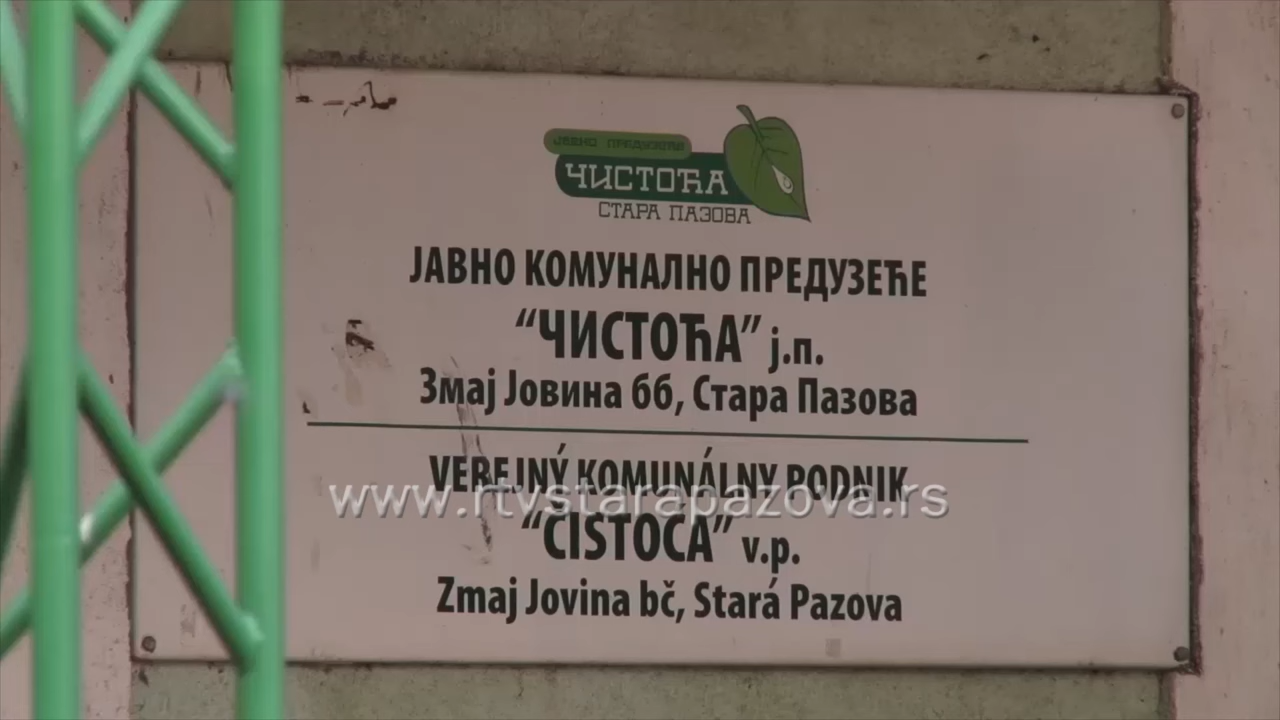 ЈАВНО ПРЕДУЗЕЋЕ
ЧИСТОЋА
СТАРА ПАЗОВА
ЈАВНО КОМУНАЛНО ПРЕДУЗЕЋЕ
“ЧИСТОЋА” ј.п.
Змај Јовина бб, Стара Пазова
VEREJNÝ KOMUNÁLNY PODNIK
www.rtvstarapazova.rs
“ČISTOĆA” v.p.
Zmaj Jovina bč, Stará Pazova